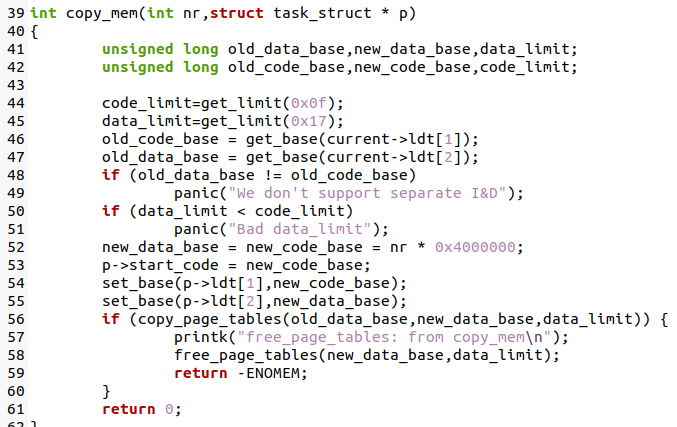 39 int copy_mem(int nr,struct task_struct * p)
40 {
41         unsigned long old_data_base,new_data_base,data_limit;
42         unsigned long old_code_base,new_code_base,code_limit;
43
44         code_limit=get_limit(0x0f);
45         data_limit=get_limit(0x17);
46         old_code_base = get_base(current->ldt[1]);
47         old_data_base = get_base(current->ldt[2]);
48         if (old_data_base != old_code_base)
49                 panic("We don't support separate I&D");
50         if (data_limit < code_limit)
51                 panic("Bad data_limit");
52         new_data_base = new_code_base = nr * 0x4000000;
53         p->start_code = new_code_base;
54         set_base(p->ldt[1],new_code_base);
55         set_base(p->ldt[2],new_data_base);
56         if (copy_page_tables(old_data_base,new_data_base,data_limit)) {
57                 printk("free_page_tables: from copy_mem\n");
58                 free_page_tables(new_data_base,data_limit);
59                 return -ENOMEM;
60         }
61         return 0;
62 }